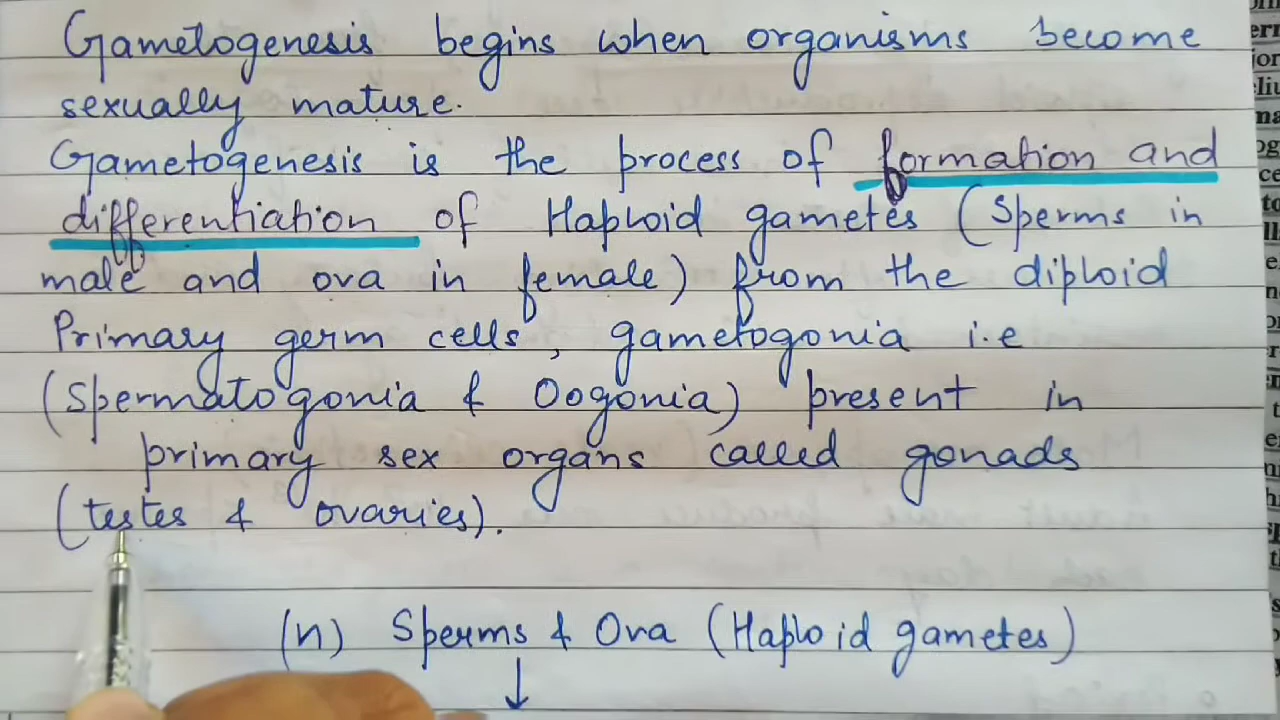 Gametogenesis begins when organisms become
sexually mature.
Gametogenesis is the process of formation and
differentiation of Haploid gametes (Sperms in
male and ova in female) from the diploid
Primary germ cells, gametogonia i.e
(Spermatogonia & Oogonia) present in
primary sex organs called gonads
(testes & ovaries).
(n) Sperms & Ova (Haploid gametes)